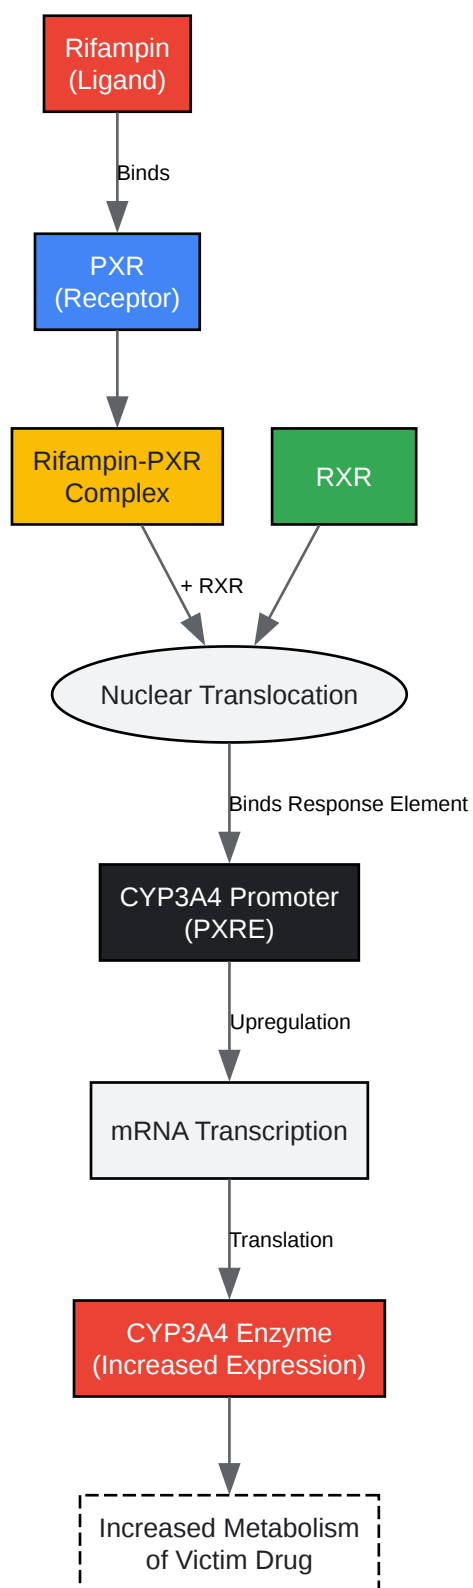 Rifampin
(Ligand)
Binds
PXR
(Receptor)
Rifampin-PXR
Complex
RXR
+ RXR
Nuclear Translocation
Binds Response Element
CYP3A4 Promoter
(PXRE)
Upregulation
mRNA Transcription
Translation
CYP3A4 Enzyme
(Increased Expression)
Increased Metabolism
of Victim Drug